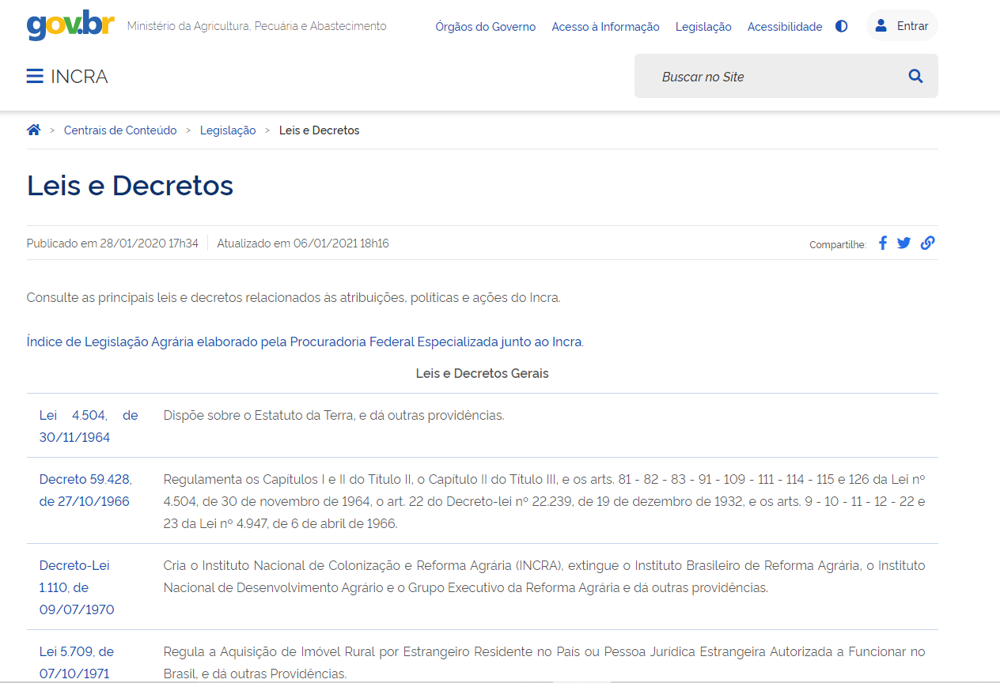 gov.br Ministério da Agricultura, Pecuária e Abastecimento Órgãos do Governo Acesso à Informação Legislação Acessibilidade Entrar
INCRA Buscar no Site
Centrais de Conteúdo > Legislação > Leis e Decretos
Leis e Decretos
Publicado em 28/01/2020 17h34 Atualizado em 06/01/2021 18h16 Compartilhe:
Consulte as principais leis e decretos relacionados às atribuições, políticas e ações do Incra.
Índice de Legislação Agrária elaborado pela Procuradoria Federal Especializada junto ao Incra.
Leis e Decretos Gerais
Lei 4.504, de
30/11/1964
Dispõe sobre o Estatuto da Terra, e dá outras providências.
Decreto 59.428,
de 27/10/1966
Regulamenta os Capítulos I e II do Título II, o Capítulo II do Título III, e os arts. 81 - 82 - 83 - 91 - 109 - 111 - 114 - 115 e 126 da Lei nº
4.504, de 30 de novembro de 1964, o art. 22 do Decreto-lei nº 22.239, de 19 de dezembro de 1932, e os arts. 9 - 10 - 11 - 12 - 22 e
23 da Lei nº 4.947, de 6 de abril de 1966.
Decreto-Lei
1.110, de
09/07/1970
Cria o Instituto Nacional de Colonização e Reforma Agrária (INCRA), extingue o Instituto Brasileiro de Reforma Agrária, o Instituto
Nacional de Desenvolvimento Agrário e o Grupo Executivo da Reforma Agrária e dá outras providências.
Lei 5.709, de
07/10/1971
Regula a Aquisição de Imóvel Rural por Estrangeiro Residente no País ou Pessoa Jurídica Estrangeira Autorizada a Funcionar no
Brasil, e dá outras Providências.